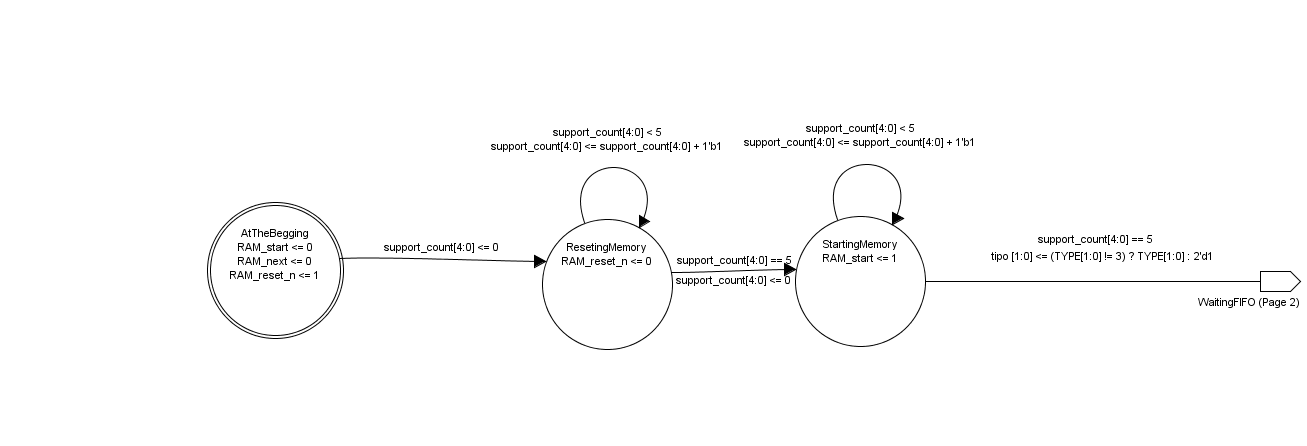 support_count[4:0] < 5
support_count[4:0] <= support_count[4:0] + 1'b1
support_count[4:0] < 5
support_count[4:0] <= support_count[4:0] + 1'b1
AtTheBegging
RAM_start <= 0
RAM_next <= 0
RAM_reset_n <= 1
support_count[4:0] <= 0
ResetingMemory
RAM_reset_n <= 0
support_count[4:0] == 5
support_count[4:0] <= 0
StartingMemory
RAM_start <= 1
support_count[4:0] == 5
tipo [1:0] <= (TYPE[1:0] != 3) ? TYPE[1:0] : 2'd1
WaitingFIFO (Page 2)